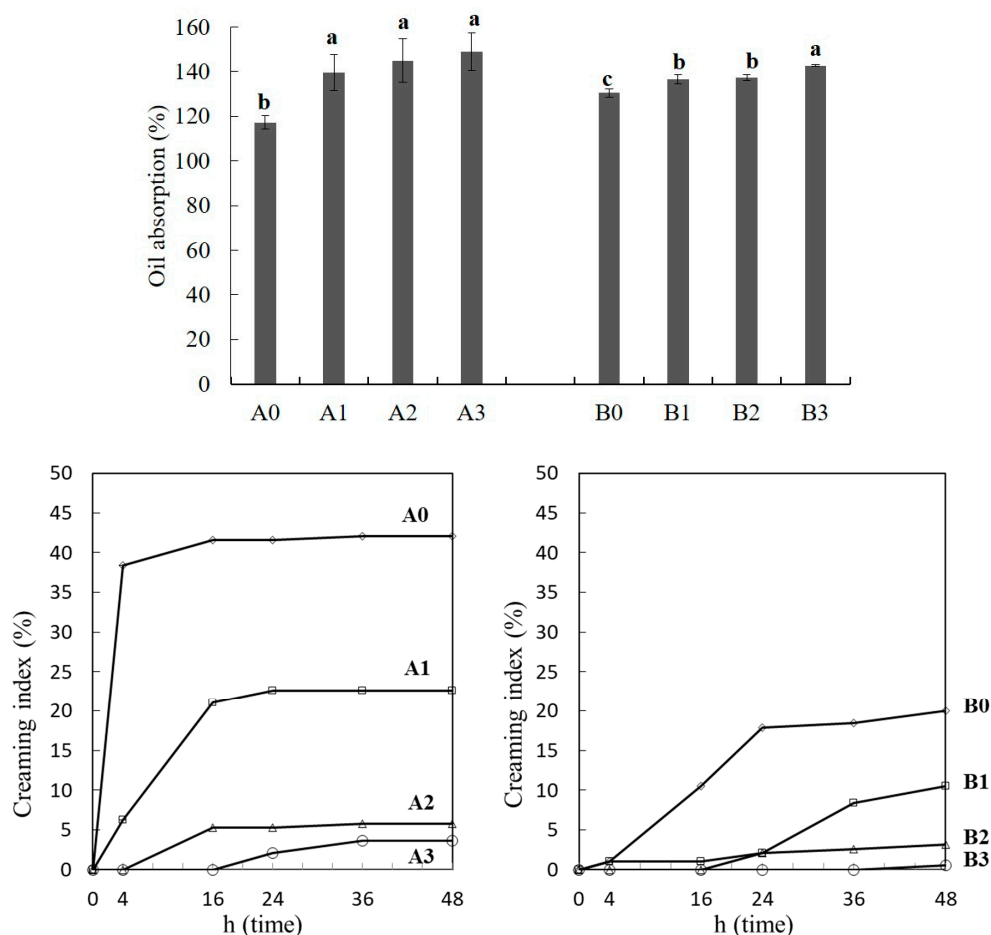 Oil absorption (%)
160
140
120
100
80
60
40
20
0
b
a
a
a
c
b
b
a
A0 A1 A2 A3 B0 B1 B2 B3
Creaming index (%)
50
45
40
35
30
25
20
15
10
5
0
A0
A1
A2
A3
0 4 16 24 36 48
h (time)
Creaming index (%)
50
45
40
35
30
25
20
15
10
5
0
B0
B1
B2
B3
0 4 16 24 36 48
h (time)